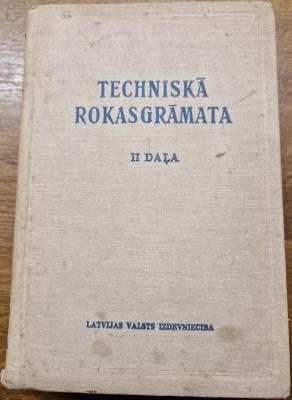 TECHNISKĀ
ROKASGRĀMATA
II DAĻA
LATVIJAS VALSTS IZDEVNIECĪBA